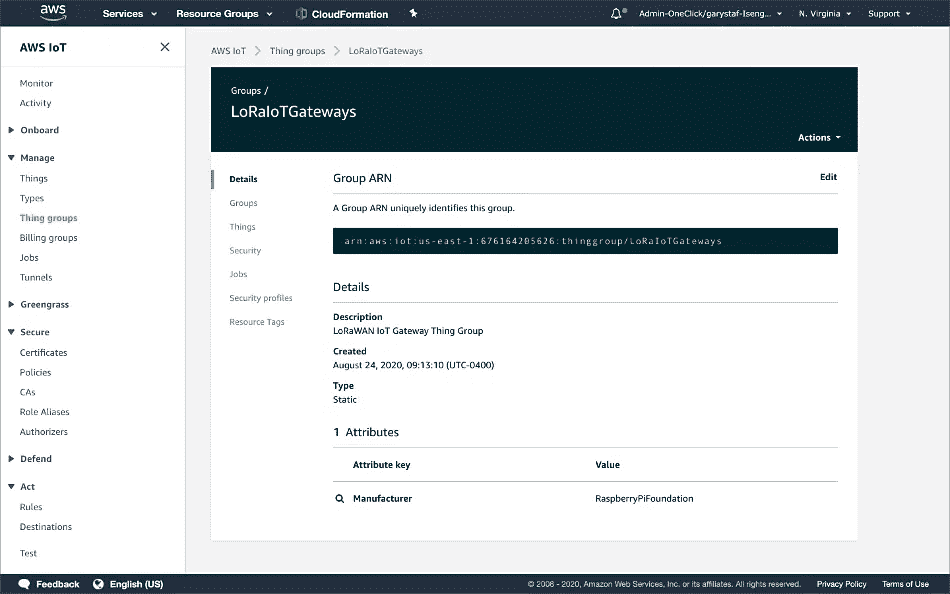 aws
Services
Resource Groups
CloudFormation
Admin-OneClick/garystaf-Iseng...
N. Virginia
Support
AWS IoT
Monitor
Activity
Onboard
Manage
Things
Types
Thing groups
Billing groups
Jobs
Tunnels
Greengrass
Secure
Certificates
Policies
CAs
Role Aliases
Authorizers
Defend
Act
Rules
Destinations
Test
AWS IoT > Thing groups > LoRaIoTGateways
Groups /
LoRaIoTGateways
Actions
Details
Groups
Things
Security
Jobs
Security profiles
Resource Tags
Group ARN
Edit
A Group ARN uniquely identifies this group.
arn:aws:iot:us-east-1:676164205626:thinggroup/LoRaIoTGateways
Details
Description
LoRaWAN IoT Gateway Thing Group
Created
August 24, 2020, 09:13:10 (UTC-0400)
Type
Static
1 Attributes
Attribute key Value
Manufacturer RaspberryPiFoundation
Feedback
English (US)
© 2006 - 2020, Amazon Web Services, Inc. or its affiliates. All rights reserved.
Privacy Policy
Terms of Use